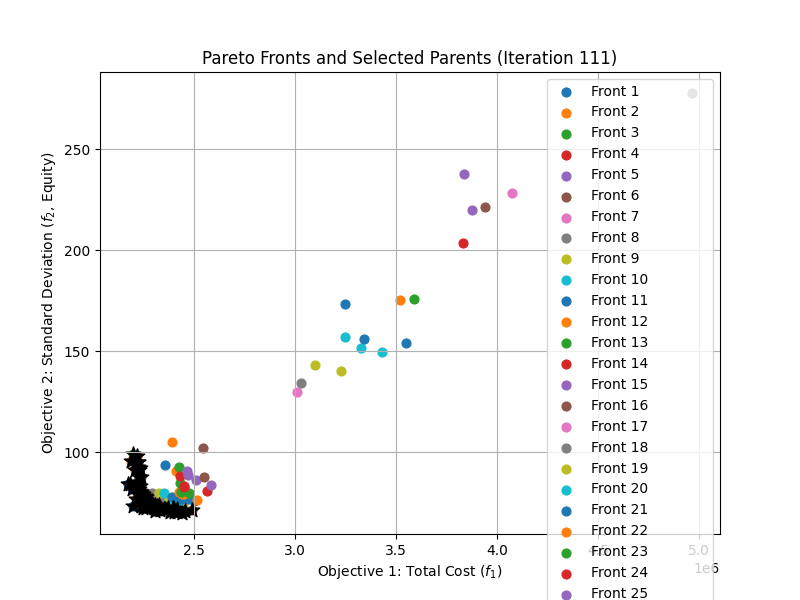 Pareto Fronts and Selected Parents (Iteration 111)
Objective 2: Standard Deviation (f2, Equity)
250
200
150
100
2.5
3.0
3.5
4.0
5.0
1e6
Objective 1: Total Cost (f1)
Front 1
Front 2
Front 3
Front 4
Front 5
Front 6
Front 7
Front 8
Front 9
Front 10
Front 11
Front 12
Front 13
Front 14
Front 15
Front 16
Front 17
Front 18
Front 19
Front 20
Front 21
Front 22
Front 23
Front 24
Front 25